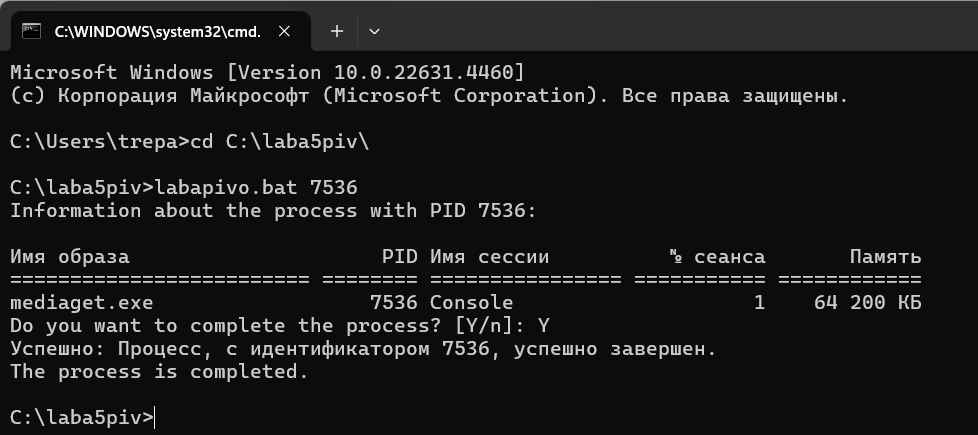 C:\WINDOWS\system32\cmd.
Microsoft Windows [Version 10.0.22631.4460]
(c) Корпорация Майкрософт (Microsoft Corporation). Все права защищены.
C:\Users\trepa>cd C:\laba5piv\
C:\laba5piv>labapivo.bat 7536
Information about the process with PID 7536:
Имя образа                     PID Имя сессии          № сеанса       Память
========================= ======== ================ =========== ============
mediaget.exe                  7536 Console                    1    64 200 КБ
Do you want to complete the process? [Y/n]: Y
Успешно: Процесс, с идентификатором 7536, успешно завершен.
The process is completed.
C:\laba5piv>